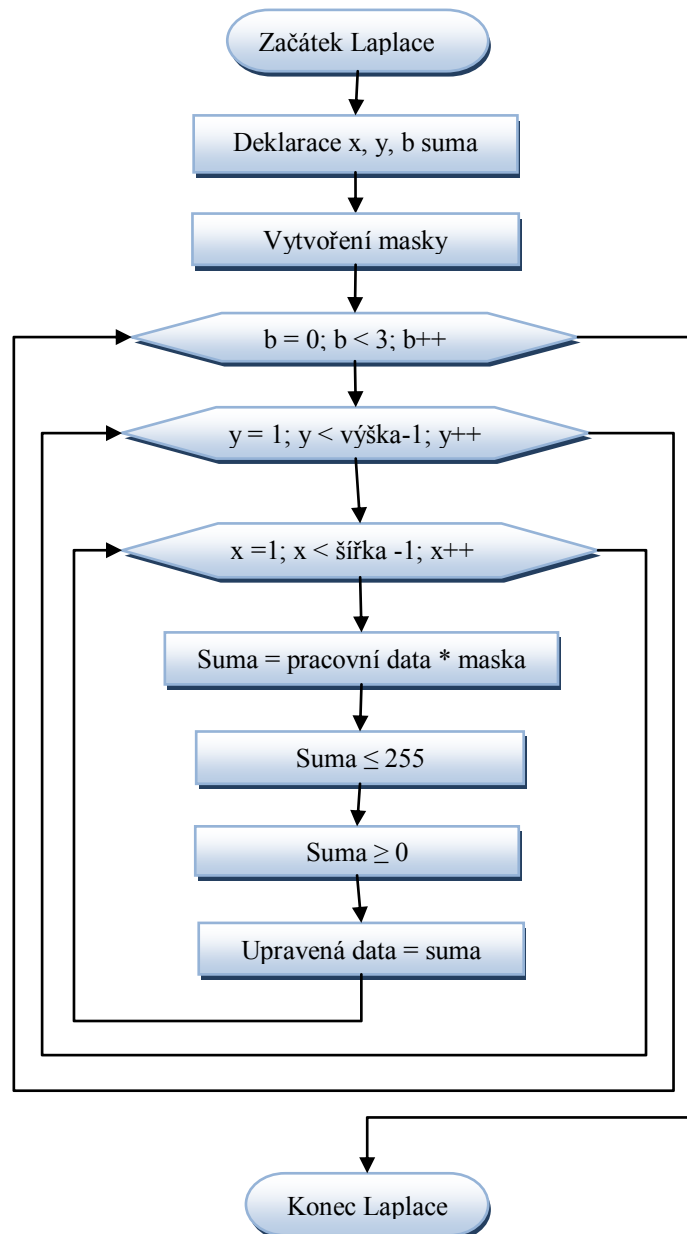 Začátek Laplace
Deklarace x, y, b suma
Vytvoření masky
b = 0; b < 3; b++
y = 1; y < výška-1; y++
x =1; x < šířka -1; x++
Suma = pracovní data * maska
Suma ≤ 255
Suma ≥ 0
Upravená data = suma
Konec Laplace